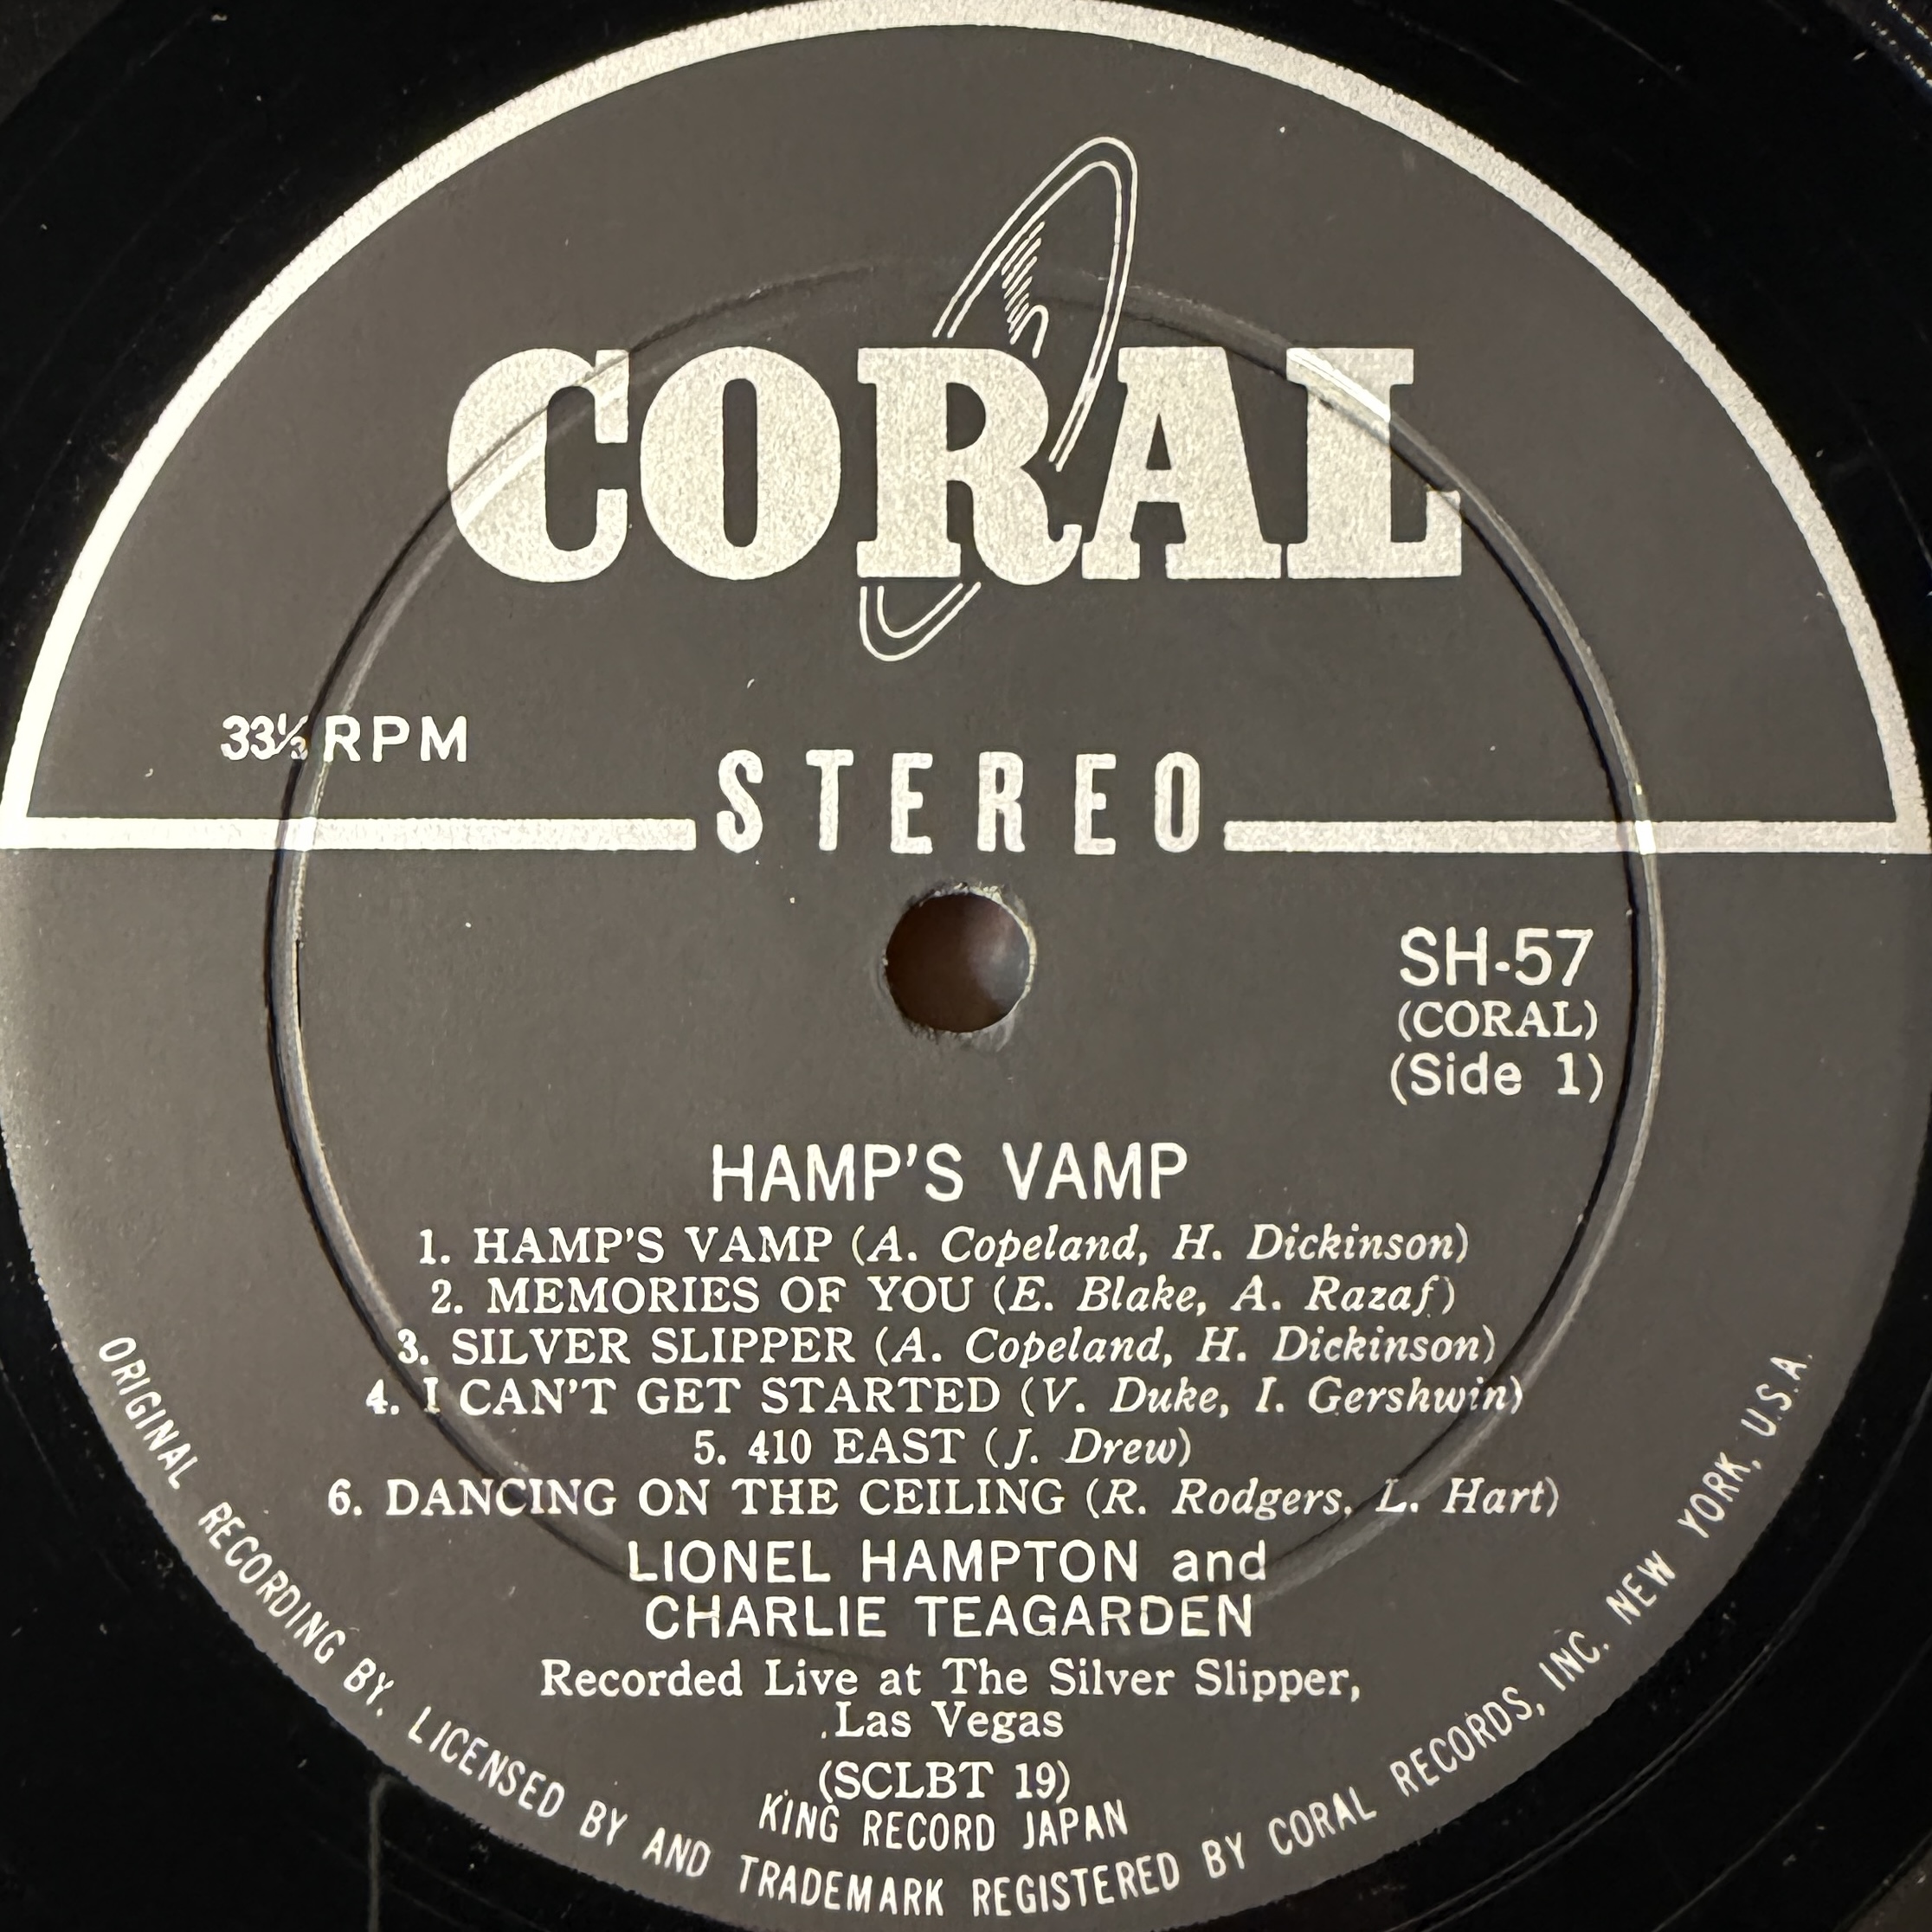 CORAL
33⅓ RPM
STEREO
SH-57
(CORAL)
(Side 1)
HAMP'S VAMP
1. HAMP'S VAMP (A. Copeland, H. Dickinson)
2. MEMORIES OF YOU (E. Blake, A. Razaf)
3. SILVER SLIPPER (A. Copeland, H. Dickinson)
4. I CAN'T GET STARTED (V. Duke, I. Gershwin)
5. 410 EAST (J. Drew)
6. DANCING ON THE CEILING (R. Rodgers, L. Hart)
LIONEL HAMPTON and
CHARLIE TEAGARDEN
Recorded Live at The Silver Slipper,
Las Vegas
(SCLBT 19)
KING RECORD JAPAN
ORIGINAL RECORDING BY, LICENSED BY AND TRADEMARK REGISTERED BY CORAL RECORDS, INC. NEW YORK, U.S.A.